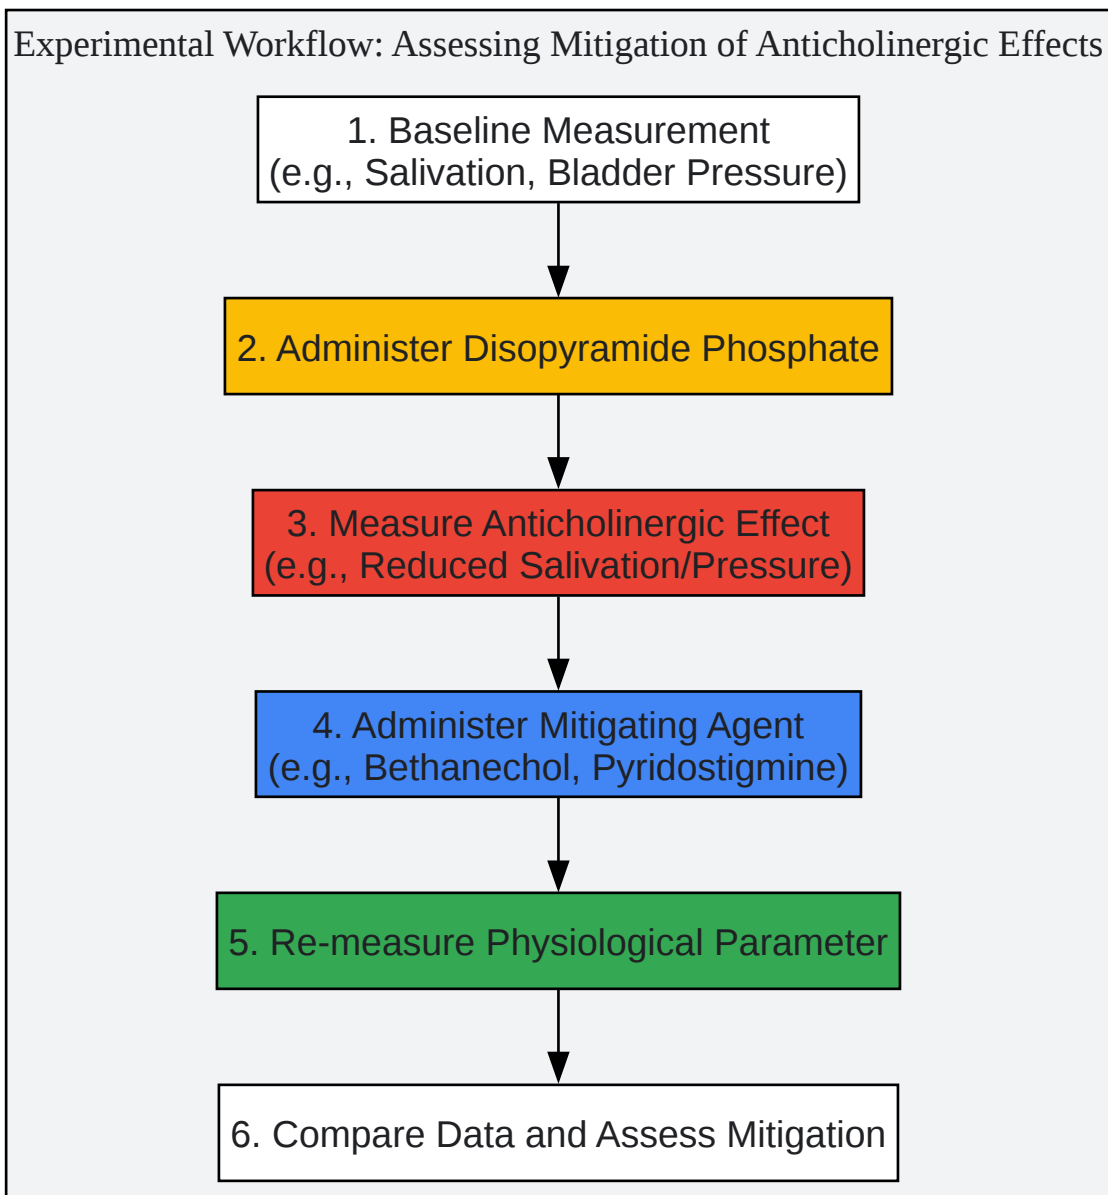 Experimental Workflow: Assessing Mitigation of Anticholinergic Effects
1. Baseline Measurement
(e.g., Salivation, Bladder Pressure)
2. Administer Disopyramide Phosphate
3. Measure Anticholinergic Effect
(e.g., Reduced Salivation/Pressure)
4. Administer Mitigating Agent
(e.g., Bethanechol, Pyridostigmine)
5. Re-measure Physiological Parameter
6. Compare Data and Assess Mitigation